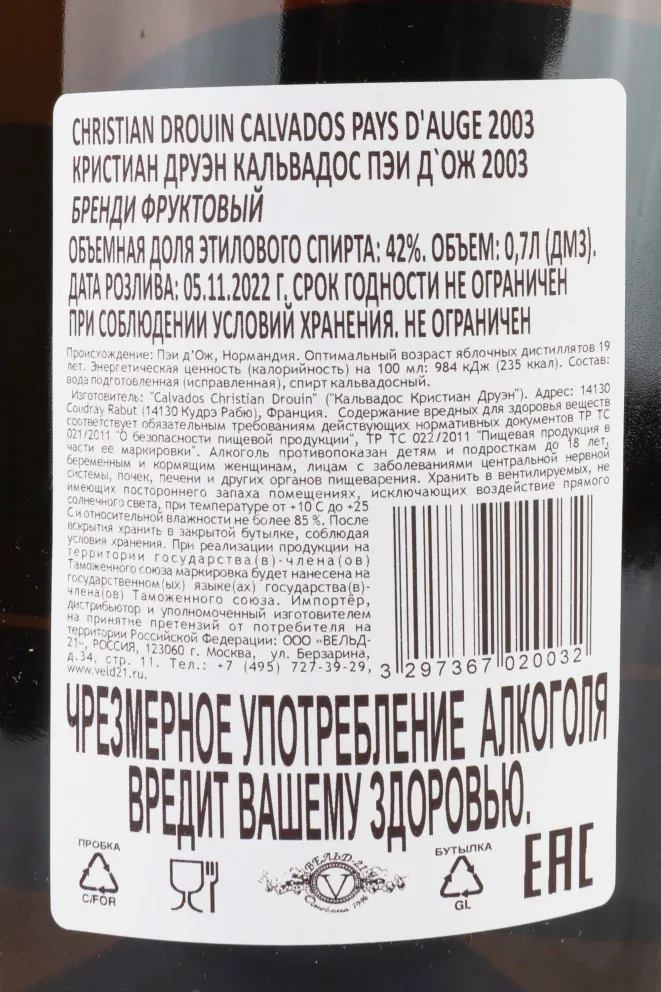 CHRISTIAN DROUIN CALVADOS PAYS D'AUGE 2003
КРИСТИАН ДРУЭН КАЛЬВАДОС ПЭИ Д`ОЖ 2003
БРЕНДИ ФРУКТОВЫЙ
ОБЪЕМНАЯ ДОЛЯ ЭТИЛОВОГО СПИРТА: 42%. ОБЪЕМ: 0,7Л (ДМ3).
ДАТА РОЗЛИВА: 05.11.2022 Г. СРОК ГОДНОСТИ НЕ ОГРАНИЧЕН
ПРИ СОБЛЮДЕНИИ УСЛОВИЙ ХРАНЕНИЯ. НЕ ОГРАНИЧЕН
Происхождение: Пэи д'Ож, Нормандия. Оптимальный возраст яблочных дистиллятов 19
лет. Энергетическая ценность (калорийность) на 100 мл: 984 кДж (235 ккал). Состав:
вода подготовленная (исправленная), спирт кальвадосный.
Изготовитель: "Calvados Christian Drouin" ("Кальвадос Кристиан Друэн"). Адрес: 14130
Coudray Rabut (14130 Кудрэ Рабю), Франция. Содержание вредных для здоровья веществ
соответствует обязательным требованиям действующих нормативных документов ТР ТС
021/2011 "О безопасности пищевой продукции", ТР ТС 022/2011 "Пищевая продукция в
части ее маркировки". Алкоголь противопоказан детям и подросткам до 18 лет,
беременным и кормящим женщинам, лицам с заболеваниями центральной нервной
системы, почек, печени и других органов пищеварения. Хранить в вентилируемых, не
имеющих постороннего запаха помещениях, исключающих воздействие прямого
солнечного света, при температуре от +10 С до +25
С и относительной влажности не более 85 %. После
вскрытия хранить в закрытой бутылке, соблюдая
условия хранения. При реализации продукции на
территории государства(в)-члена(ов)
Таможенного союза маркировка будет нанесена на
государственном(ых) языке(ах) государства(в)-
члена(ов) Таможенного союза. Импортёр,
дистрибьютор и уполномоченный изготовителем
на принятие претензий от потребителя на
территории Российской Федерации: ООО «ВЕЛЬД-
21», РОССИЯ, 123060 г. Москва, ул. Берзарина,
д.34, стр. 11. Тел.: +7 (495) 727-39-29,
www.veld21.ru.
3 297367 020032
ЧРЕЗМЕРНОЕ УПОТРЕБЛЕНИЕ АЛКОГОЛЯ
ВРЕДИТ ВАШЕМУ ЗДОРОВЬЮ.
ПРОБКА
C/FOR
ВЕЛЬД-21
V
Основана 1996
БУТЫЛКА
GL
EAC